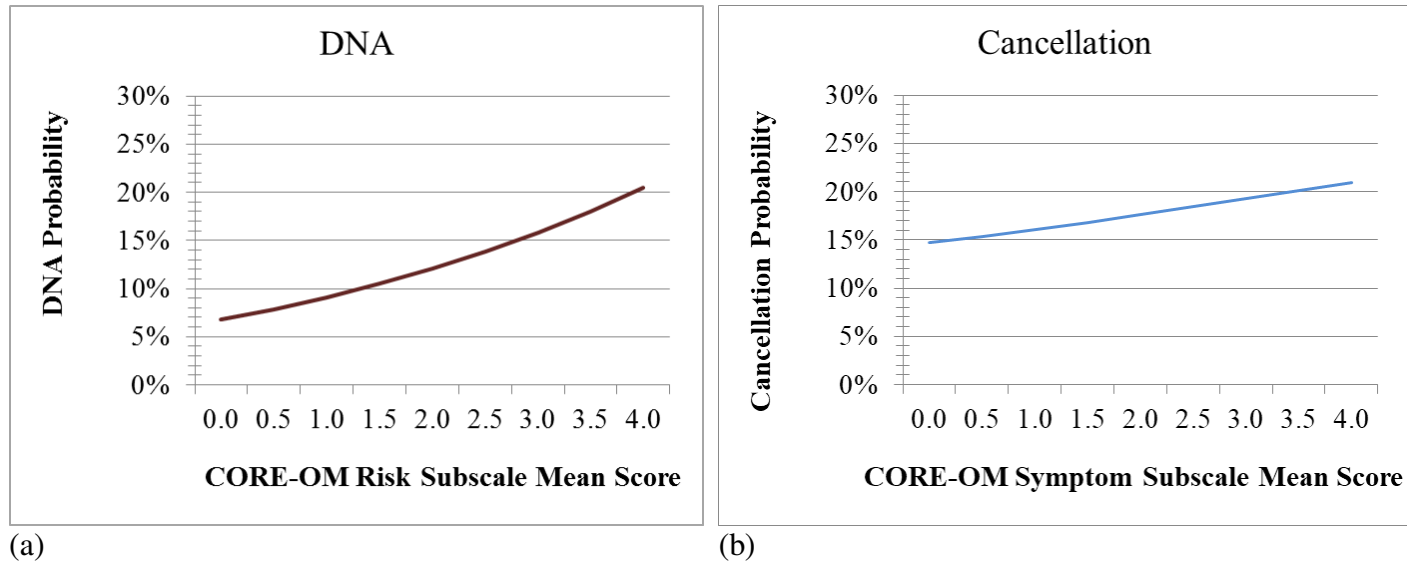 DNA
30%
25%
20%
15%
10%
5%
0%
DNA Probability
0.0 0.5 1.0 1.5 2.0 2.5 3.0 3.5 4.0
CORE-OM Risk Subscale Mean Score
(a)
Cancellation
30%
25%
20%
15%
10%
5%
0%
Cancellation Probability
0.0 0.5 1.0 1.5 2.0 2.5 3.0 3.5 4.0
CORE-OM Symptom Subscale Mean Score
(b)